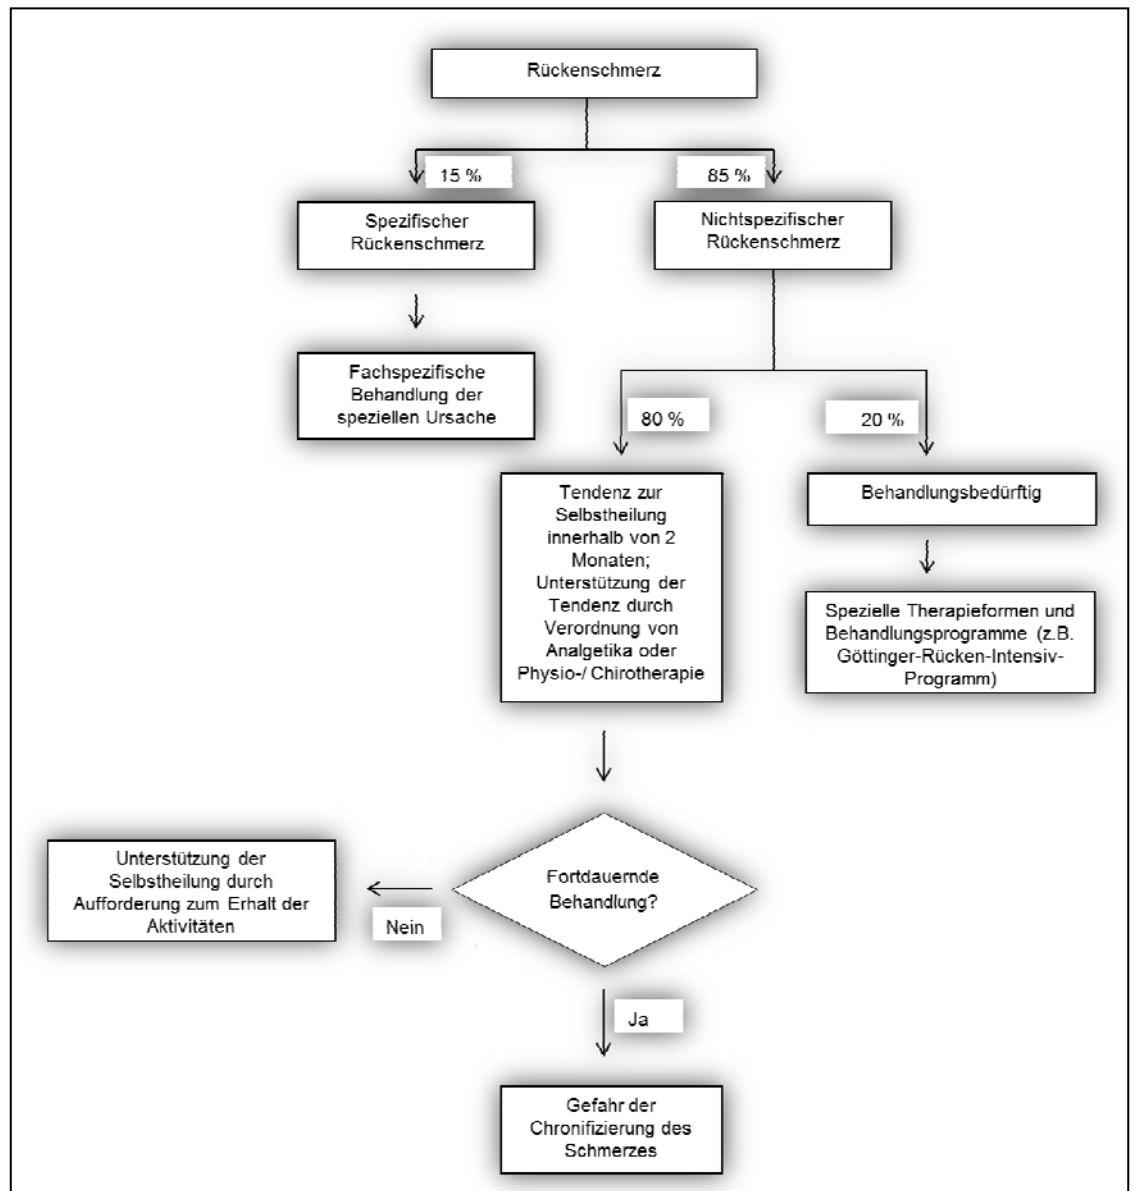 Rückenschmerz
15 %
85 %
Spezifischer
Rückenschmerz
Nichtspezifischer
Rückenschmerz
Fachspezifische
Behandlung der
speziellen Ursache
80 %
20 %
Tendenz zur
Selbstheilung
innerhalb von 2
Monaten;
Unterstützung der
Tendenz durch
Verordnung von
Analgetika oder
Physio-/ Chirotherapie
Behandlungsbedürftig
Spezielle Therapieformen und
Behandlungsprogramme (z.B.
Göttinger-Rücken-Intensiv-
Programm)
Fortdauernde
Behandlung?
Nein
Unterstützung der
Selbstheilung durch
Aufforderung zum Erhalt der
Aktivitäten
Ja
Gefahr der
Chronifizierung des
Schmerzes